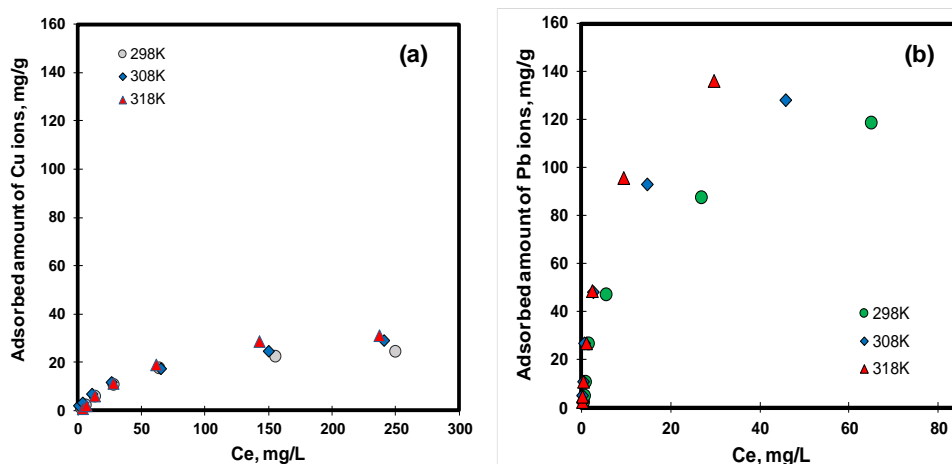 160
140
120
100
80
60
40
20
0
Adsorbed amount of Cu ions, mg/g
298K
308K
318K
(a)
0 50 100 150 200 250 300
Ce, mg/L
160
140
120
100
80
60
40
20
0
Adsorbed amount of Pb ions, mg/g
(b)
298K
308K
318K
0 20 40 60 80
Ce, mg/L